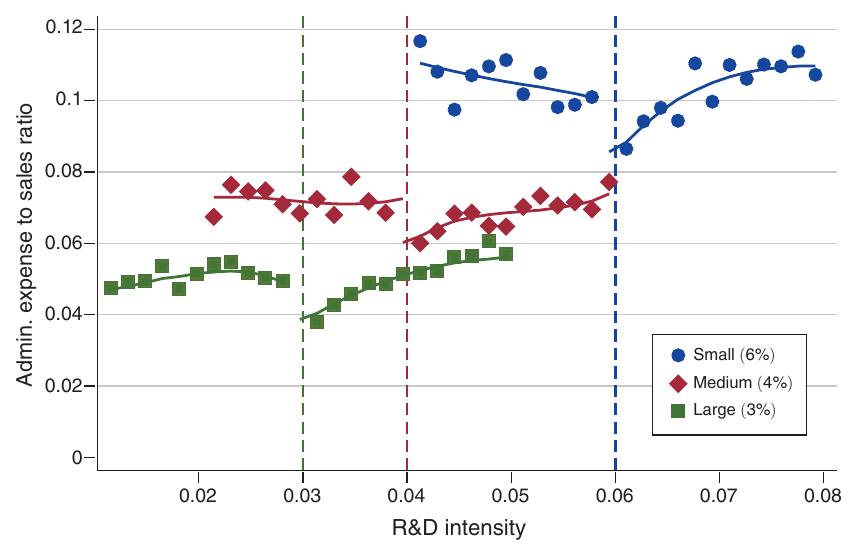 Admin. expense to sales ratio
0.12
0.1
0.08
0.06
0.04
0.02
0
Small (6%)
Medium (4%)
Large (3%)
0.02 0.03 0.04 0.05 0.06 0.07 0.08
R&D intensity